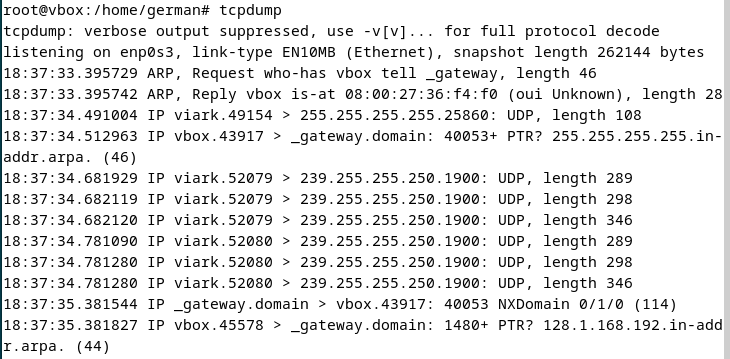 root@vbox:/home/german# tcpdump
tcpdump: verbose output suppressed, use -v[v]... for full protocol decode
listening on enp0s3, link-type EN10MB (Ethernet), snapshot length 262144 bytes
18:37:33.395729 ARP, Request who-has vbox tell _gateway, length 46
18:37:33.395742 ARP, Reply vbox is-at 08:00:27:36:f4:f0 (oui Unknown), length 28
18:37:34.491004 IP viark.49154 > 255.255.255.255.25860: UDP, length 108
18:37:34.512963 IP vbox.43917 > _gateway.domain: 40053+ PTR? 255.255.255.255.in-
addr.arpa. (46)
18:37:34.681929 IP viark.52079 > 239.255.255.250.1900: UDP, length 289
18:37:34.682119 IP viark.52079 > 239.255.255.250.1900: UDP, length 298
18:37:34.682120 IP viark.52079 > 239.255.255.250.1900: UDP, length 346
18:37:34.781090 IP viark.52080 > 239.255.255.250.1900: UDP, length 289
18:37:34.781280 IP viark.52080 > 239.255.255.250.1900: UDP, length 298
18:37:34.781280 IP viark.52080 > 239.255.255.250.1900: UDP, length 346
18:37:35.381544 IP _gateway.domain > vbox.43917: 40053 NXDomain 0/1/0 (114)
18:37:35.381827 IP vbox.45578 > _gateway.domain: 1480+ PTR? 128.1.168.192.in-add
r.arpa. (44)